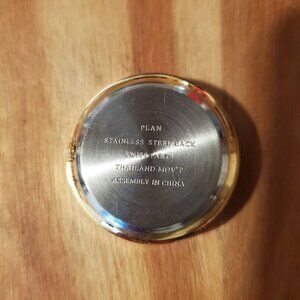 PLAN
STAINLESS STEEL BACK
SWISS PARTS
THAILAND MOV'T
ASSEMBLY IN CHINA